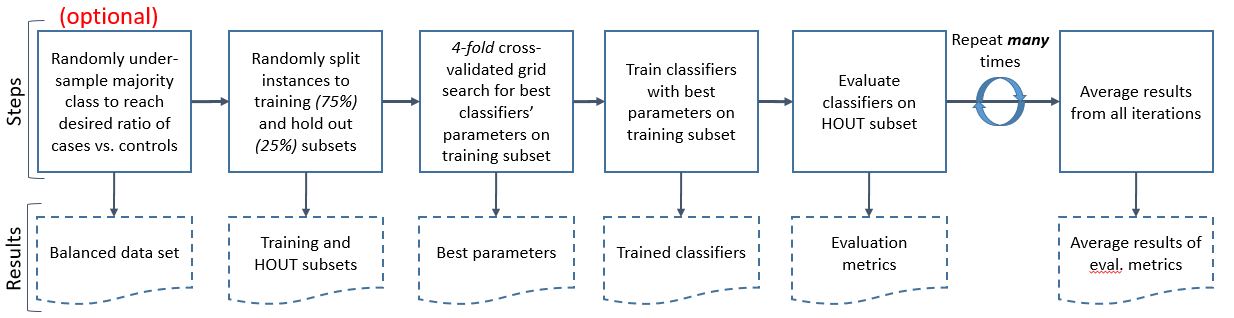 (optional)
Steps
Randomly under-
sample majority
class to reach
desired ratio of
cases vs. controls
Randomly split
instances to
training (75%)
and hold out
(25%) subsets
4-fold cross-
validated grid
search for best
classifiers’
parameters on
training subset
Train classifiers
with best
parameters on
training subset
Evaluate
classifiers on
HOUT subset
Repeat many
times
Average results
from all iterations
Results
Balanced data set
Training and
HOUT subsets
Best parameters
Trained classifiers
Evaluation
metrics
Average results of
eval. metrics